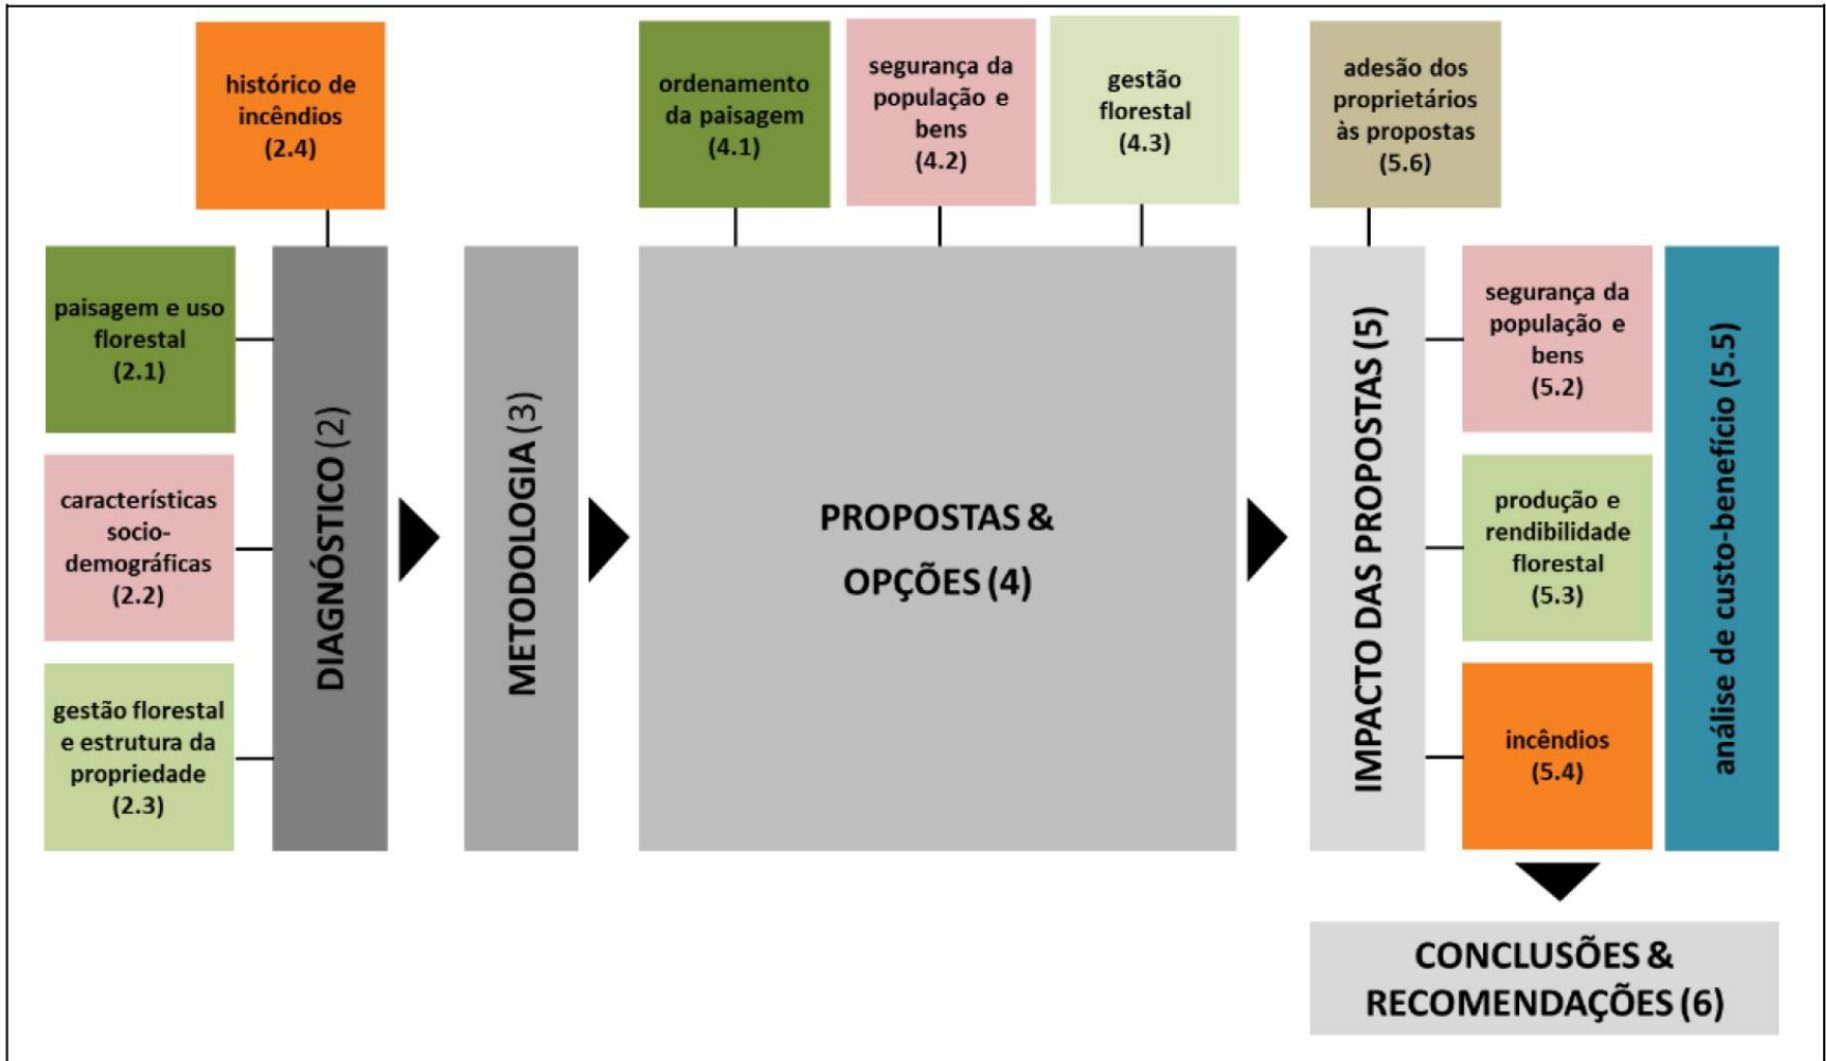 histórico de
incêndios
(2.4)
ordenamento
da paisagem
(4.1)
segurança da
população e
bens
(4.2)
gestão
florestal
(4.3)
adesão dos
proprietários
às propostas
(5.6)
paisagem e uso
florestal
(2.1)
características
socio-
demográficas
(2.2)
gestão florestal
e estrutura da
propriedade
(2.3)
DIAGNÓSTICO (2)
METODOLOGIA (3)
PROPOSTAS &
OPÇÕES (4)
IMPACTO DAS PROPOSTAS (5)
segurança da
população e
bens
(5.2)
produção e
rendibilidade
florestal
(5.3)
incêndios
(5.4)
análise de custo-benefício (5.5)
CONCLUSÕES &
RECOMENDAÇÕES (6)